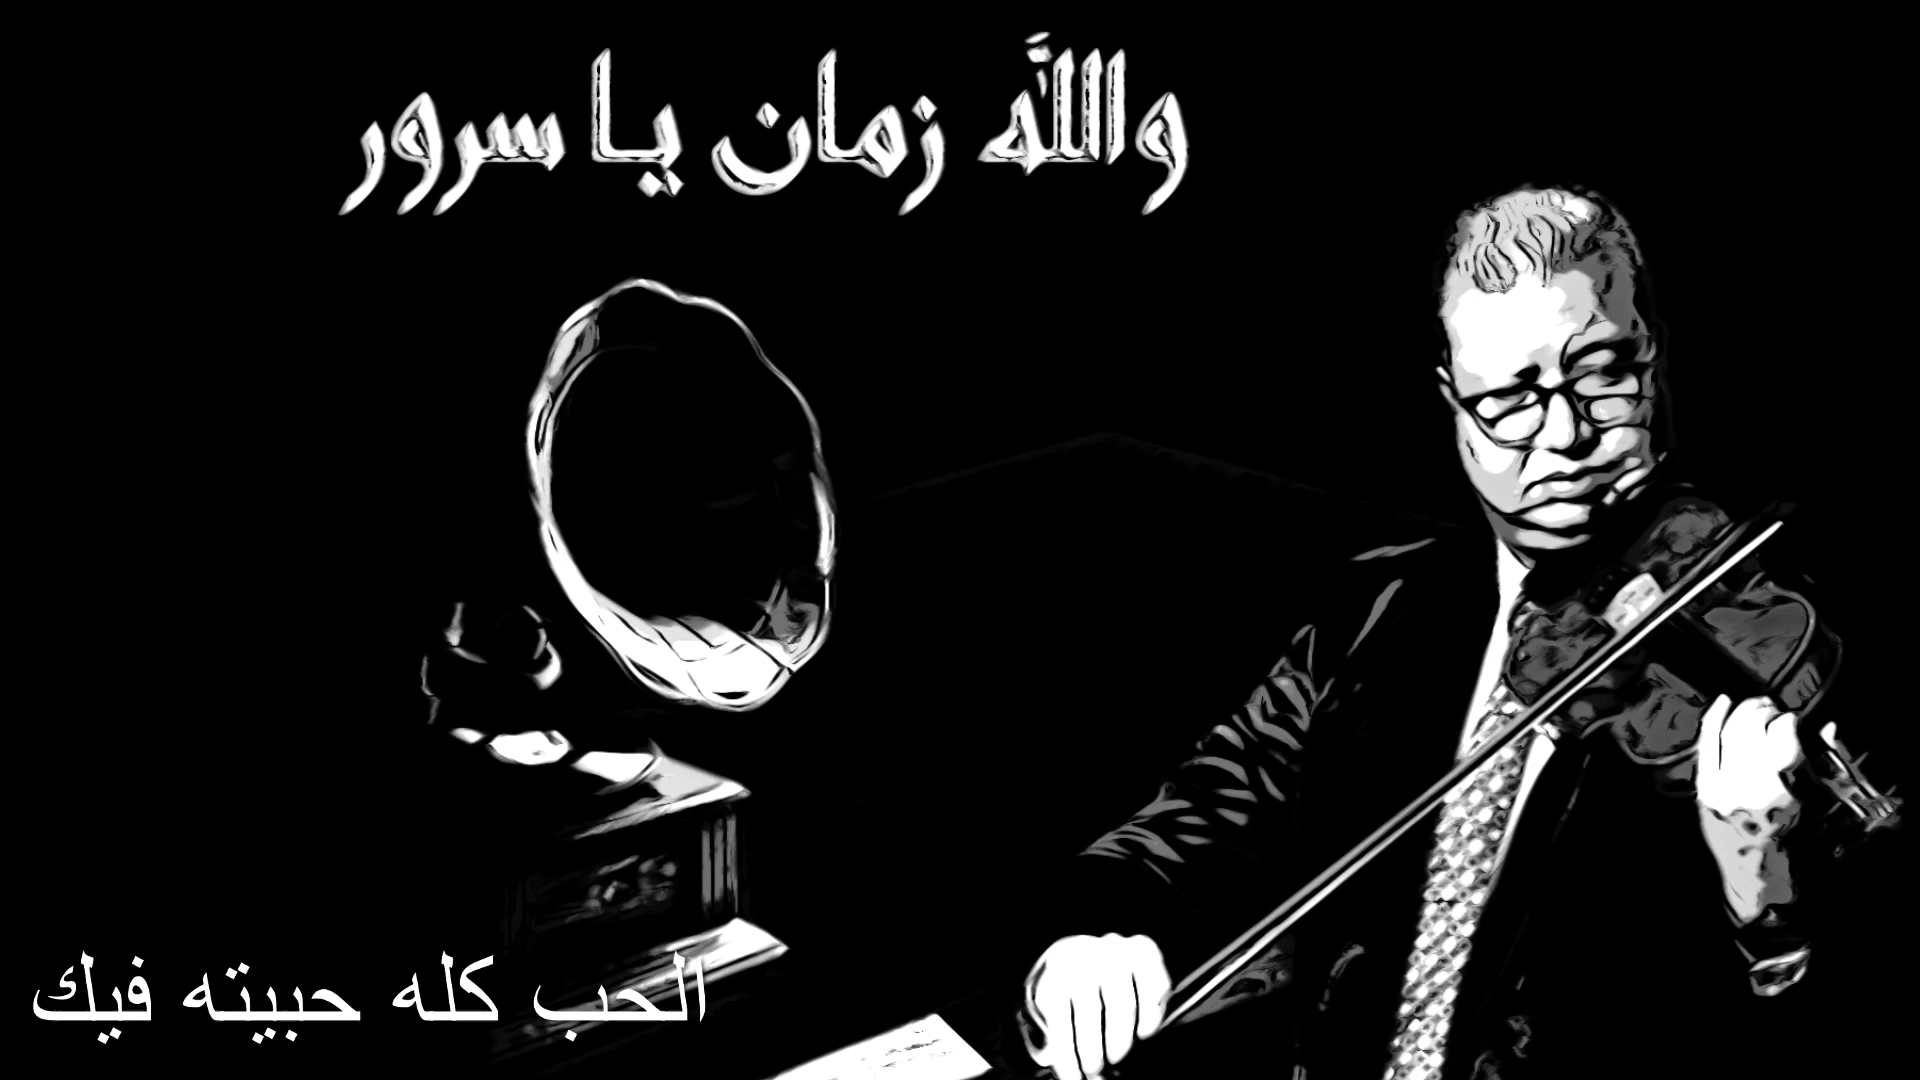 والله زمان يا سرور
الحب كله حبيته فيك